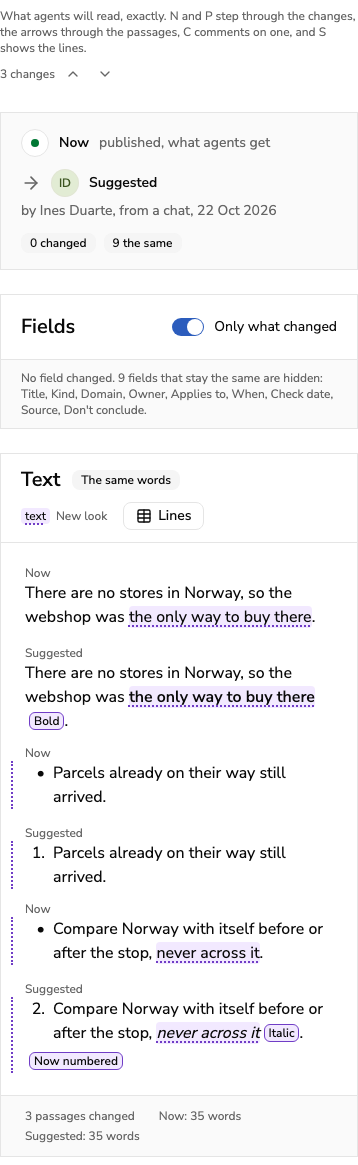 What agents will read, exactly. N and P step through the changes,
the arrows through the passages, C comments on one, and S
shows the lines.
3 changes
Now published, what agents get
ID Suggested
by Ines Duarte, from a chat, 22 Oct 2026
0 changed 9 the same
Fields Only what changed
No field changed. 9 fields that stay the same are hidden:
Title, Kind, Domain, Owner, Applies to, When, Check date,
Source, Don't conclude.
Text The same words
text New look Lines
Now
There are no stores in Norway, so the
webshop was the only way to buy there.
Suggested
There are no stores in Norway, so the
webshop was the only way to buy there
Bold.
Now
• Parcels already on their way still
arrived.
Suggested
1. Parcels already on their way still
arrived.
Now
• Compare Norway with itself before or
after the stop, never across it.
Suggested
2. Compare Norway with itself before or
after the stop, never across it Italic.
Now numbered
3 passages changed Now: 35 words
Suggested: 35 words